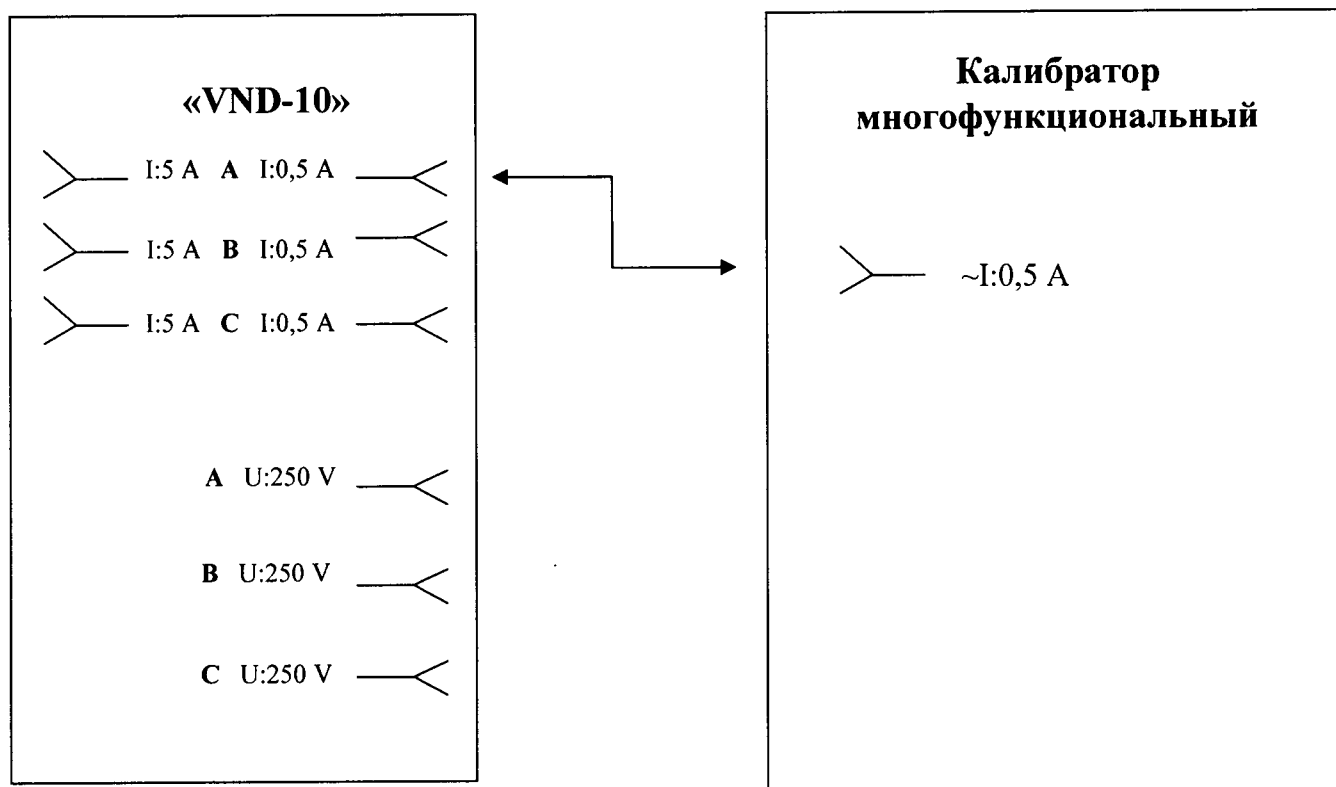 «VND-10»
I:5 A A I:0,5 A
I:5 A B I:0,5 A
I:5 A C I:0,5 A
A U:250 V
B U:250 V
C U:250 V
Калибратор
многофункциональный
~I:0,5 A